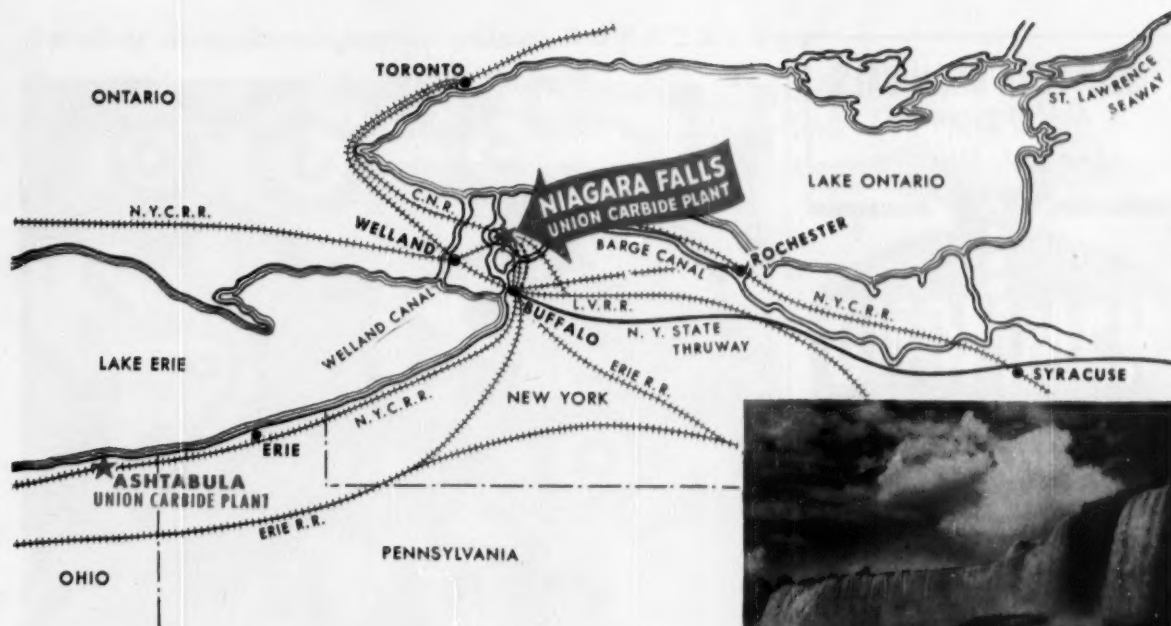 TORONTO
ONTARIO
ST. LAWRENCE
SEAWAY
NIAGARA FALLS
UNION CARBIDE PLANT
LAKE ONTARIO
C.N.R.
N.Y.C.R.R.
WELLAND
BARGE CANAL
ROCHESTER
WELLAND CANAL
L.V.R.R.
N.Y.C.R.R.
BUFFALO
N. Y. STATE
THRUWAY
LAKE ERIE
ERIE R.R.
SYRACUSE
NEW YORK
N.Y.C.R.R.
ERIE
ASHTABULA
UNION CARBIDE PLANT
ERIE R.R.
PENNSYLVANIA
OHIO